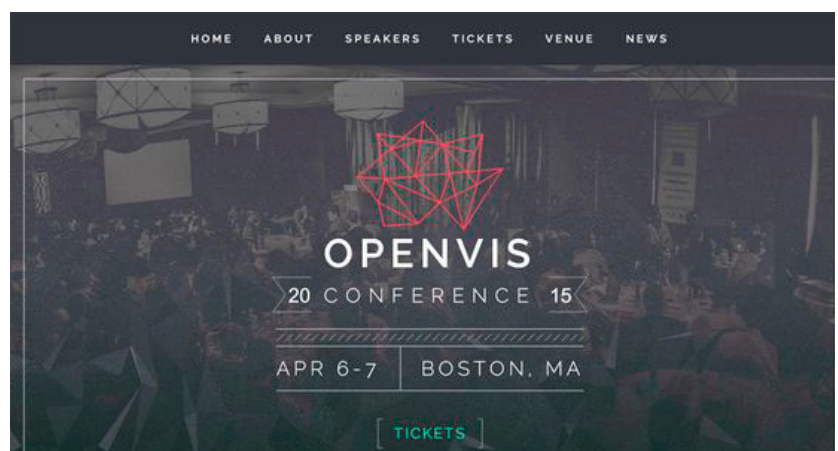 HOME ABOUT SPEAKERS TICKETS VENUE NEWS
OPENVIS
20 CONFERENCE 15
APR 6-7 BOSTON, MA
TICKETS